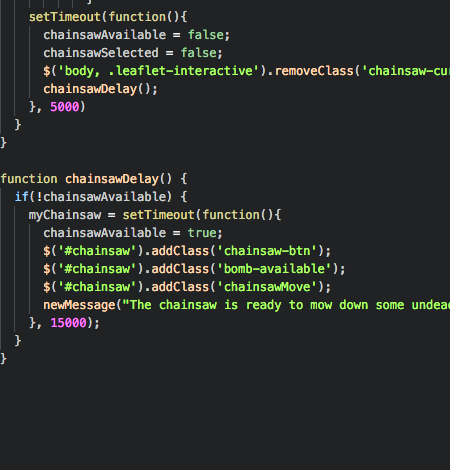 }
setTimeout(function(){
chainsawAvailable = false;
chainsawSelected = false;
$('body, .leaflet-interactive').removeClass('chainsaw-cu
chainsawDelay();
}, 5000)
}
}
function chainsawDelay() {
if(!chainsawAvailable) {
myChainsaw = setTimeout(function(){
chainsawAvailable = true;
$('#chainsaw').addClass('chainsaw-btn');
$('#chainsaw').addClass('bomb-available');
$('#chainsaw').addClass('chainsawMove');
newMessage("The chainsaw is ready to mow down some undead
}, 15000);
}
}